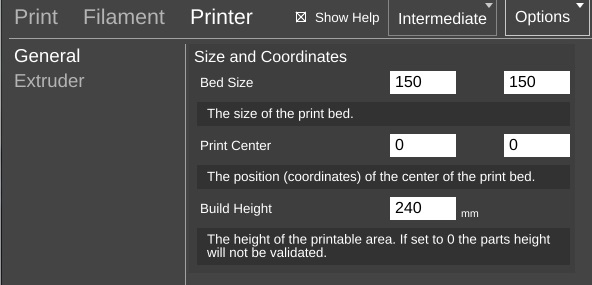 Print Filament Printer ☒ Show Help Intermediate Options
General
Extruder
Size and Coordinates
Bed Size 150 150
The size of the print bed.
Print Center 0 0
The position (coordinates) of the center of the print bed.
Build Height 240 mm
The height of the printable area. If set to 0 the parts height
will not be validated.